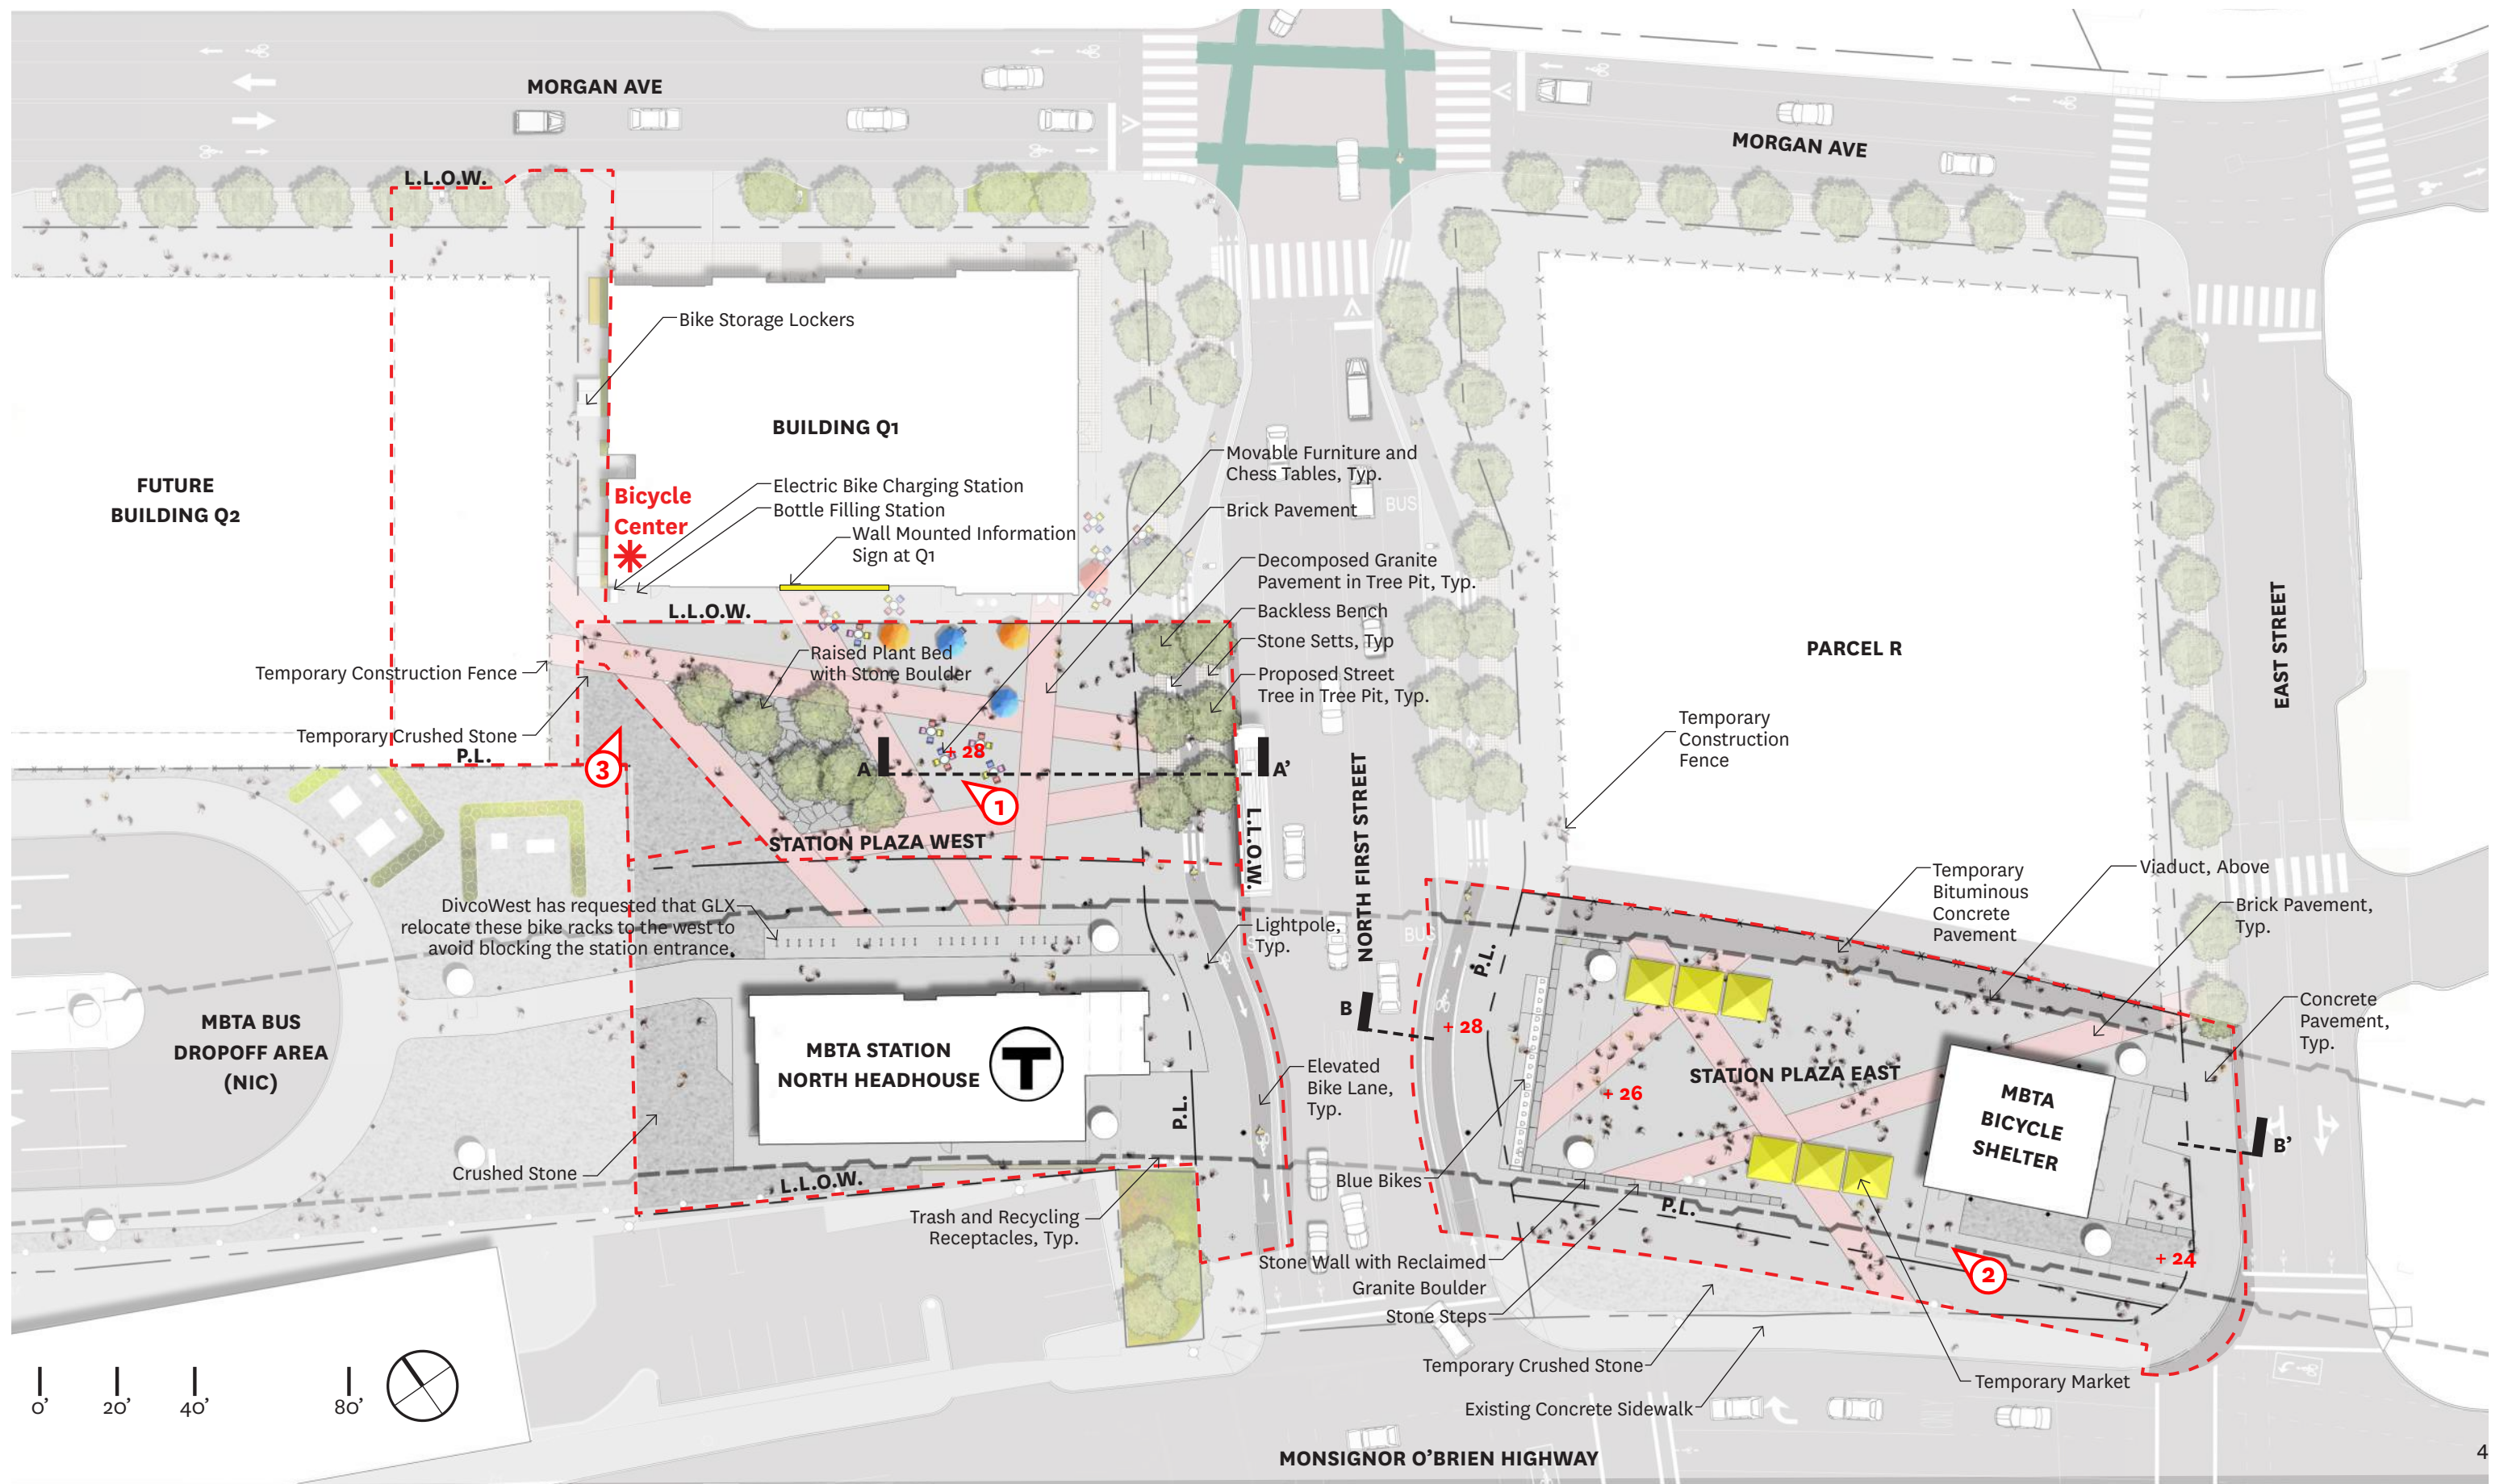 MORGAN AVE
MORGAN AVE
L.L.O.W.
Bike Storage Lockers
BUILDING Q1
FUTURE
BUILDING Q2
Bicycle
Center
Electric Bike Charging Station
Bottle Filling Station
Wall Mounted Information
Sign at Q1
Movable Furniture and
Chess Tables, Typ.
Brick Pavement
BUS
Decomposed Granite
Pavement in Tree Pit, Typ.
Backless Bench
Stone Setts, Typ
Proposed Street
Tree in Tree Pit, Typ.
L.L.O.W.
Raised Plant Bed
with Stone Boulder
Temporary Construction Fence
Temporary Crushed Stone
P.L.
3
+ 28
A
A’
1
STATION PLAZA WEST
L.L.O.W.
NORTH FIRST STREET
PARCEL R
EAST STREET
Temporary
Construction
Fence
DivcoWest has requested that GLX
relocate these bike racks to the west to
avoid blocking the station entrance.
Lightpole,
Typ.
BUS
P.L.
Temporary
Bituminous
Concrete
Pavement
Viaduct, Above
Brick Pavement,
Typ.
Concrete
Pavement,
Typ.
MBTA BUS
DROPOFF AREA
(NIC)
MBTA STATION
NORTH HEADHOUSE
T
B
+ 28
Elevated
Bike Lane,
Typ.
P.L.
STATION PLAZA EAST
+ 26
MBTA
BICYCLE
SHELTER
B’
Crushed Stone
L.L.O.W.
Blue Bikes
P.L.
Trash and Recycling
Receptacles, Typ.
Stone Wall with Reclaimed
Granite Boulder
Stone Steps
+ 24
2
Temporary Crushed Stone
Temporary Market
Existing Concrete Sidewalk
0’
20’
40’
80’
MONSIGNOR O’BRIEN HIGHWAY
4